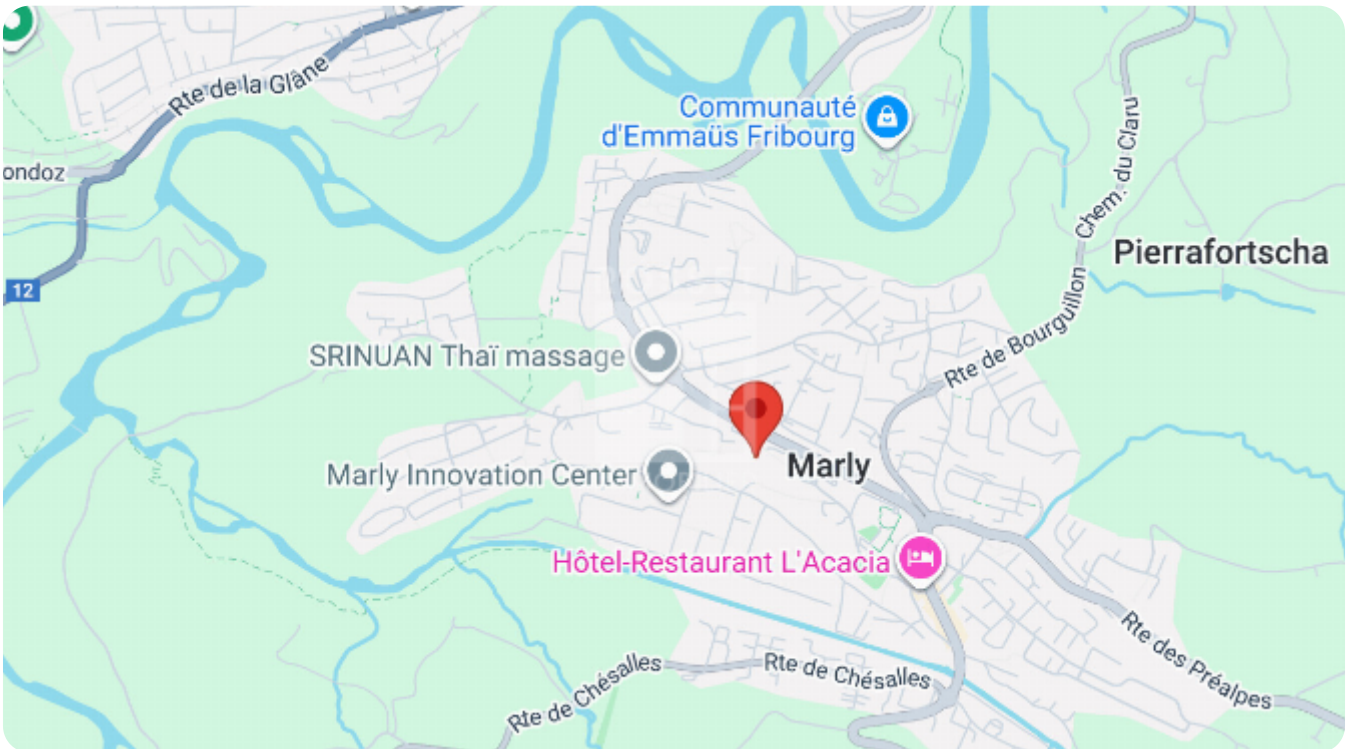 Rte de la Glâne
Communauté
d'Emmaüs Fribourg
Chem. du Claru
ondoz
Pierrafortscha
12
Rte de Bourguillon
SRINUAN Thaï massage
Marly Innovation Center
Marly
Hôtel-Restaurant L'Acacia
Rte des Préalpes
Rte de Chésalles
Rte de Chésalles